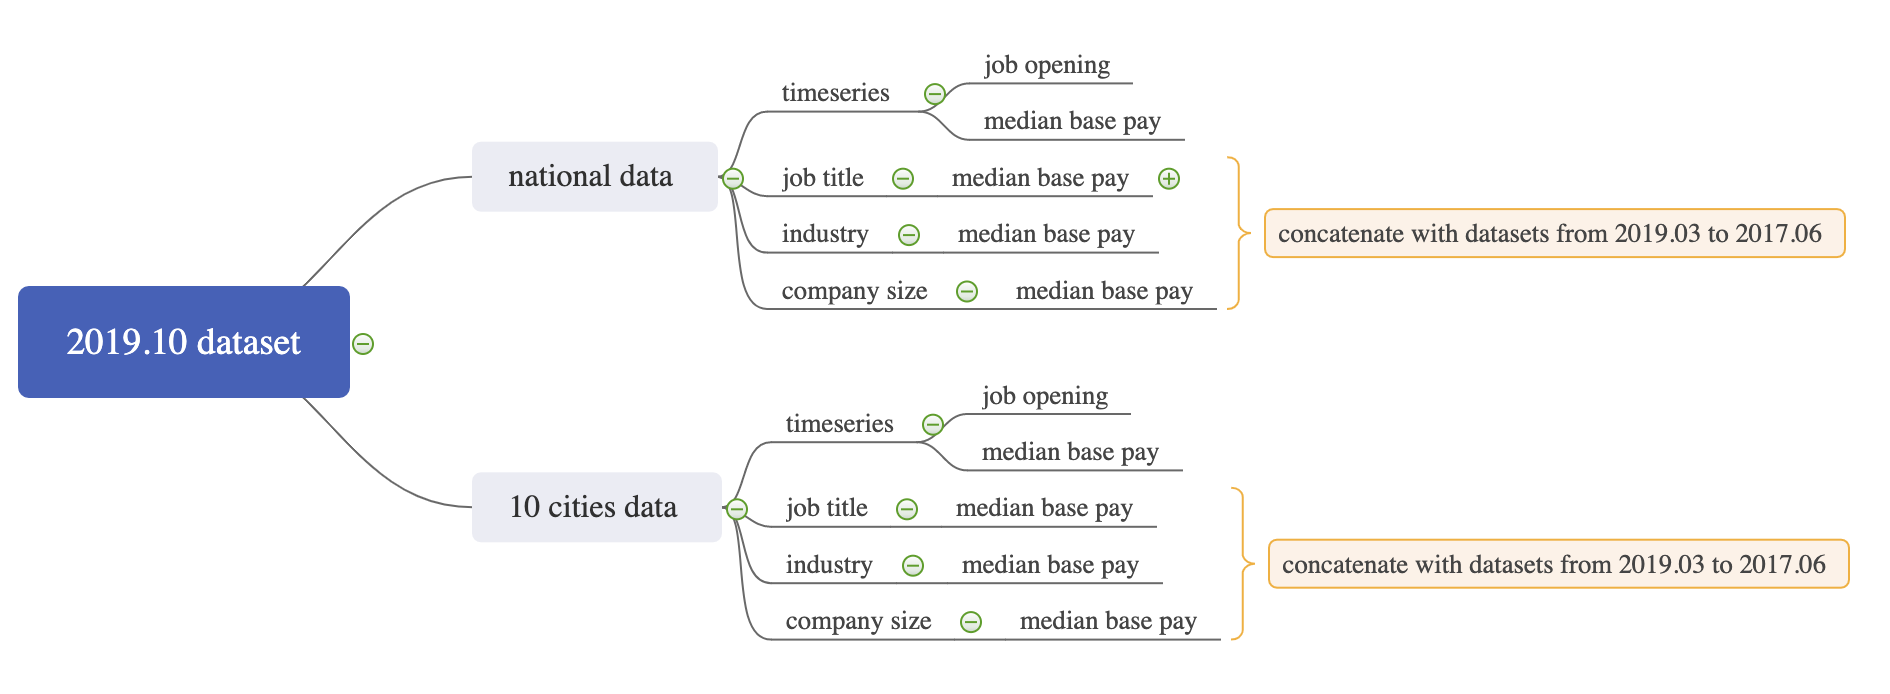 2019.10 dataset
national data
timeseries
job opening
median base pay
job title
median base pay
industry
median base pay
company size
median base pay
concatenate with datasets from 2019.03 to 2017.06
10 cities data
timeseries
job opening
median base pay
job title
median base pay
industry
median base pay
company size
median base pay
concatenate with datasets from 2019.03 to 2017.06